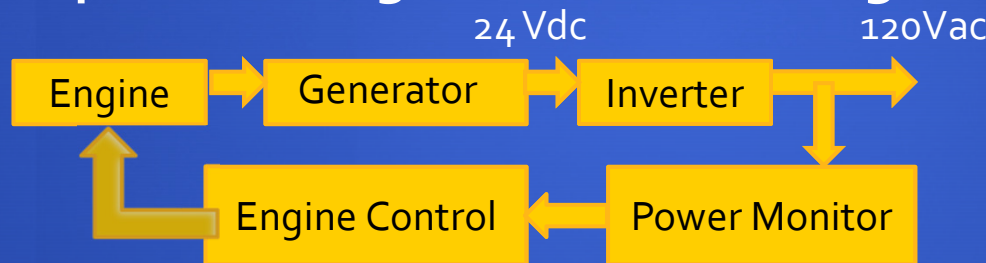 24 Vdc
120Vac
Engine
Generator
Inverter
Engine Control
Power Monitor